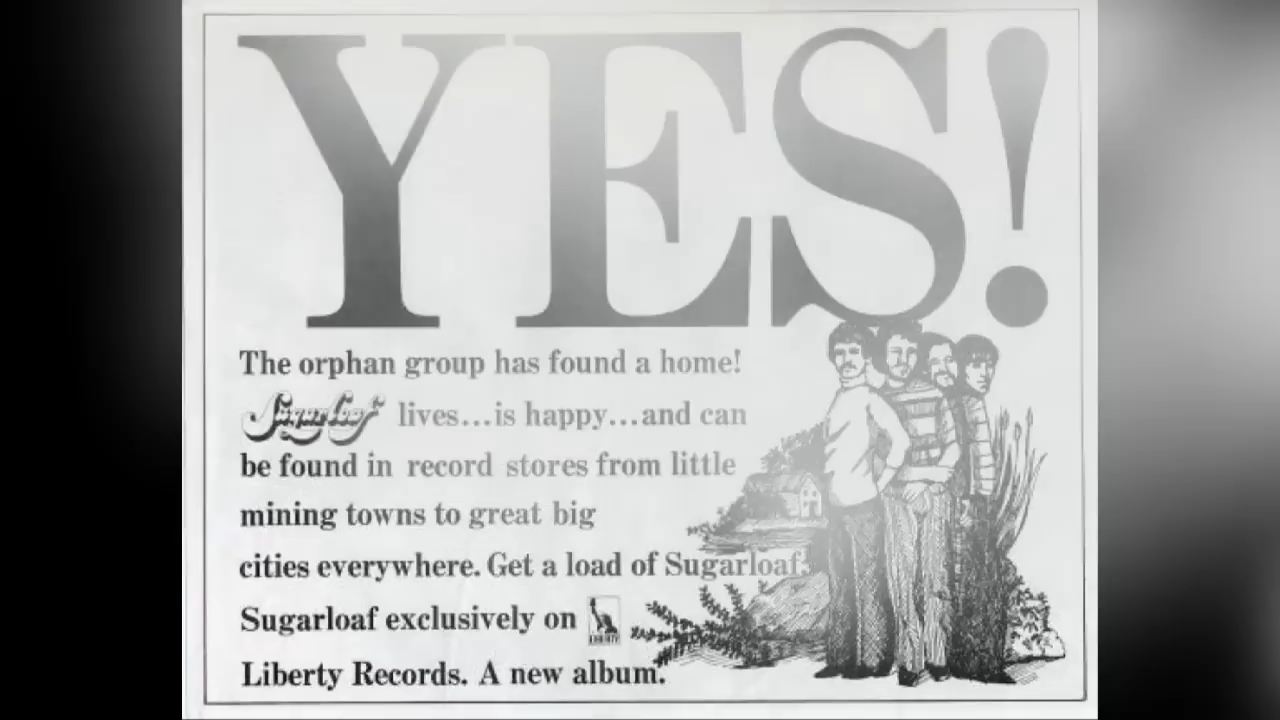 YES!
The orphan group has found a home!
Sugarloaf lives...is happy...and can
be found in record stores from little
mining towns to great big
cities everywhere. Get a load of Sugarloaf.
Sugarloaf exclusively on LIBERTY
Liberty Records. A new album.